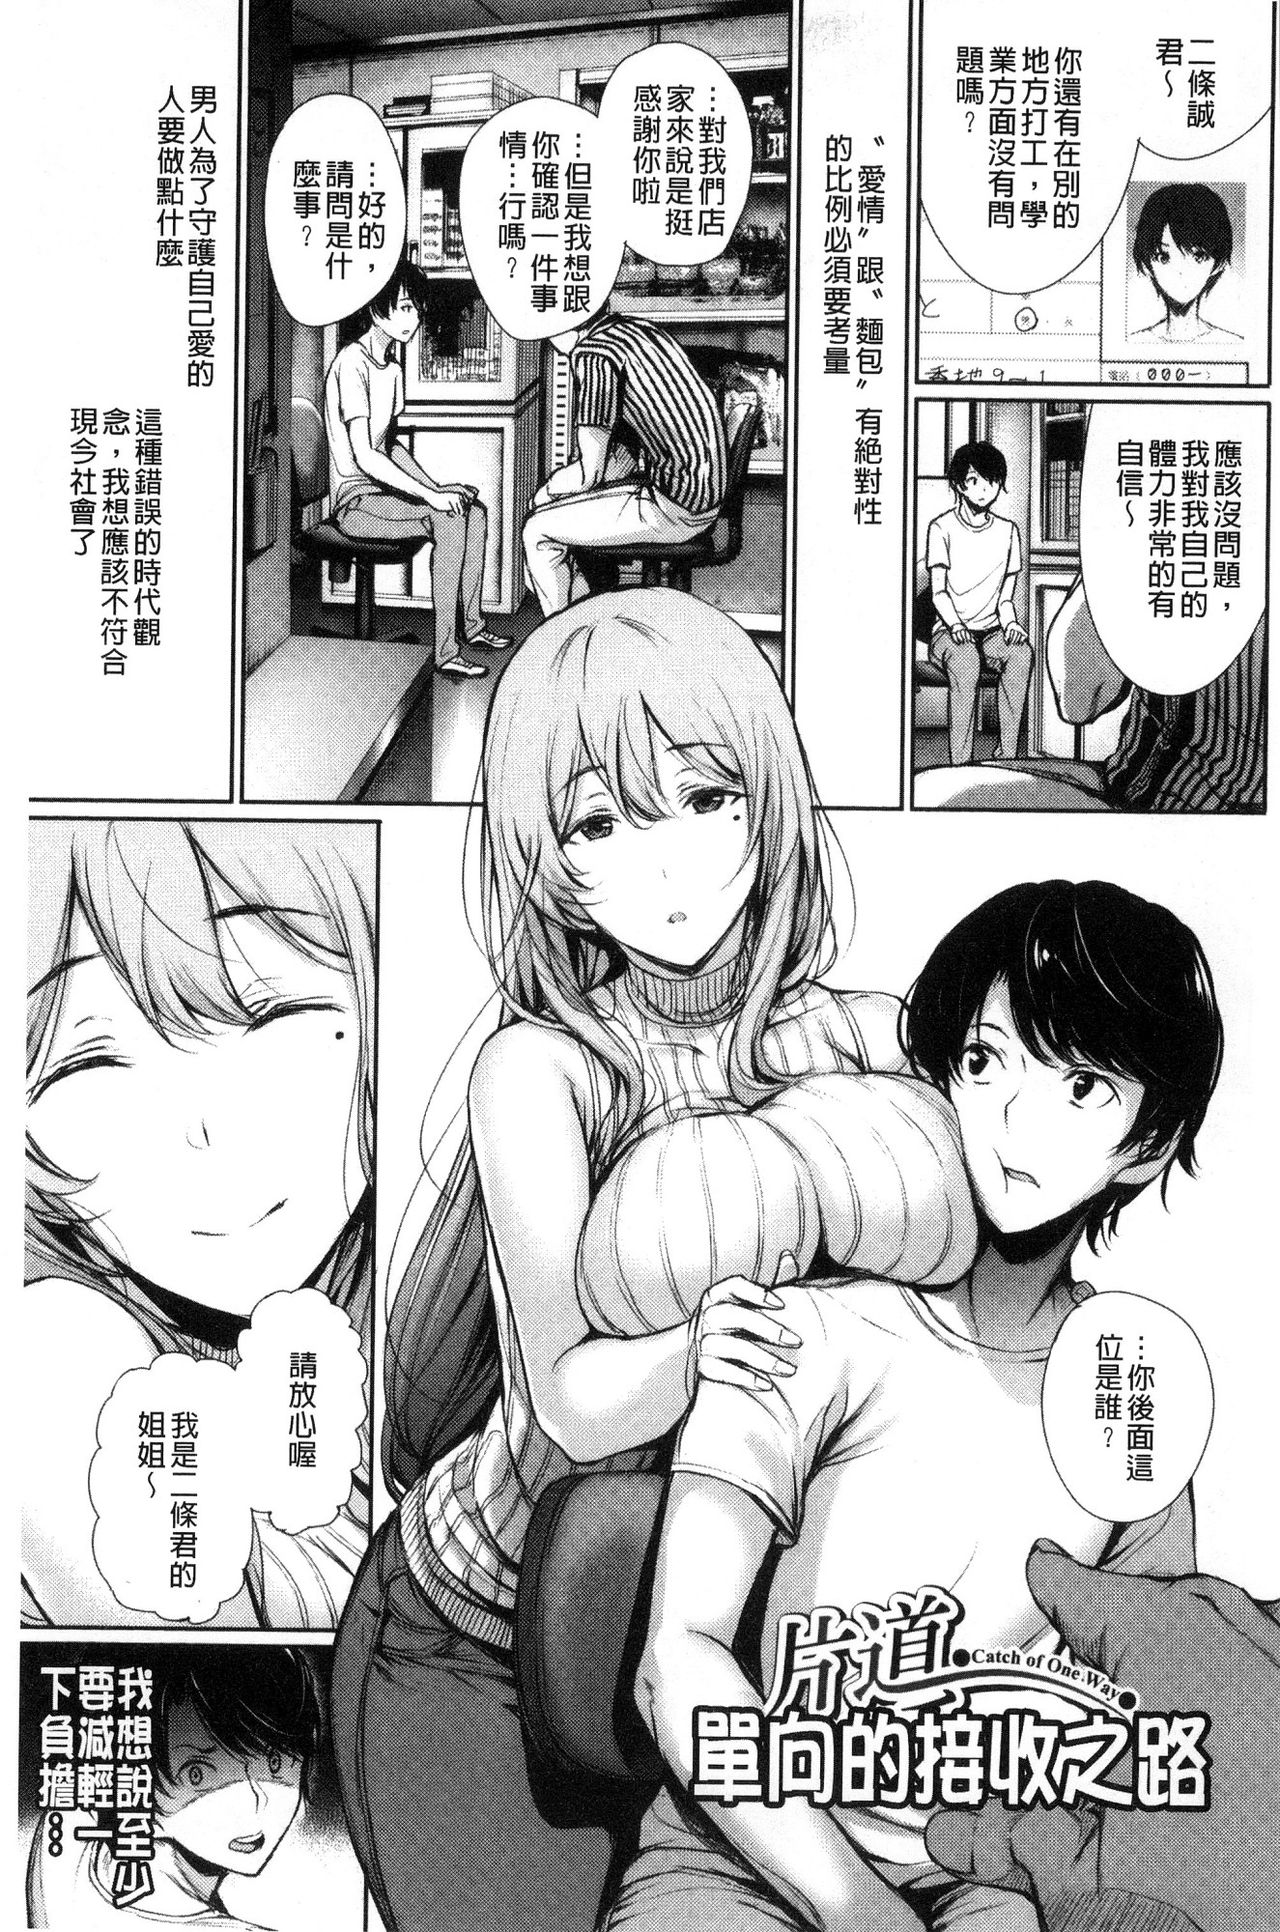 二條誠
君～
你還有在別的
地方打工，學
業方面沒有問
題嗎？
と
香地9-1
(000-)
應該沒問題，
我對我自己的
體力非常的有
自信～
〝愛情〞跟〝麵包〞有絕對性
的比例必須要考量
…對我們店
家來說是挺
感謝你啦
…但是我想跟
你確認一件事
情…行嗎？
…好的，
請問是什
麼事？
男人為了守護自己愛的
人要做點什麼
這種錯誤的時代觀
念，我想應該不符合
現今社會了
…你後面這
位是誰？
請放心喔
我是二條君的
姐姐～
我想說至少
要減輕一
下負擔…
片道
Catch of One Way
單向的接收之路